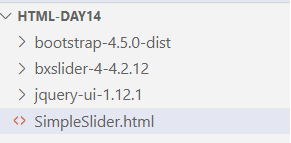 HTML-DAY14
bootstrap-4.5.0-dist
bxslider-4-4.2.12
jquery-ui-1.12.1
<> SimpleSlider.html